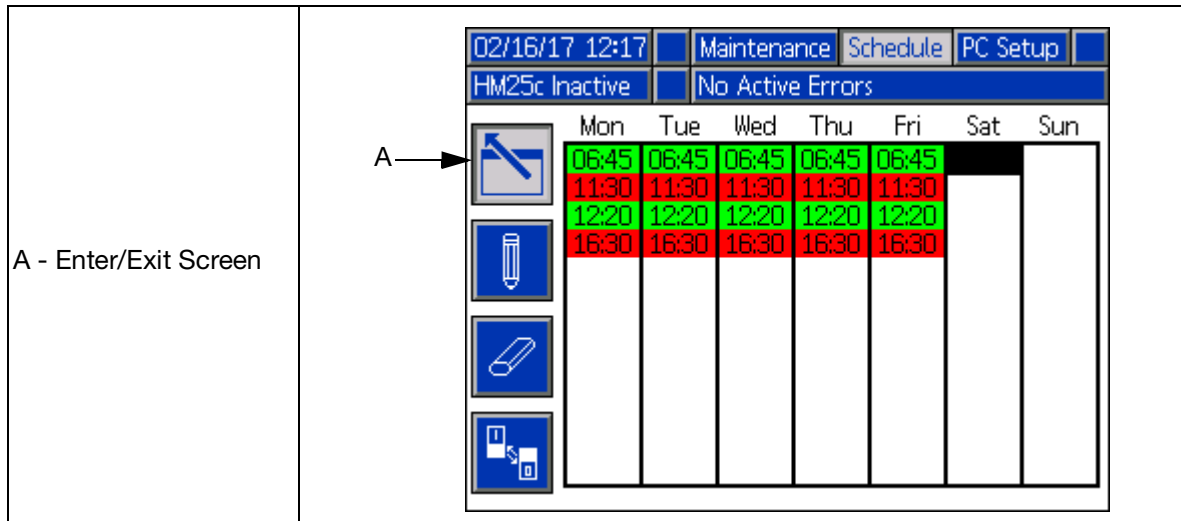 02/16/17 12:17 Maintenance Schedule PC Setup
HM25c Inactive No Active Errors
Mon Tue Wed Thu Fri Sat Sun
A
06:45 06:45 06:45 06:45 06:45
11:30 11:30 11:30 11:30 11:30
12:20 12:20 12:20 12:20 12:20
16:30 16:30 16:30 16:30 16:30
A - Enter/Exit Screen